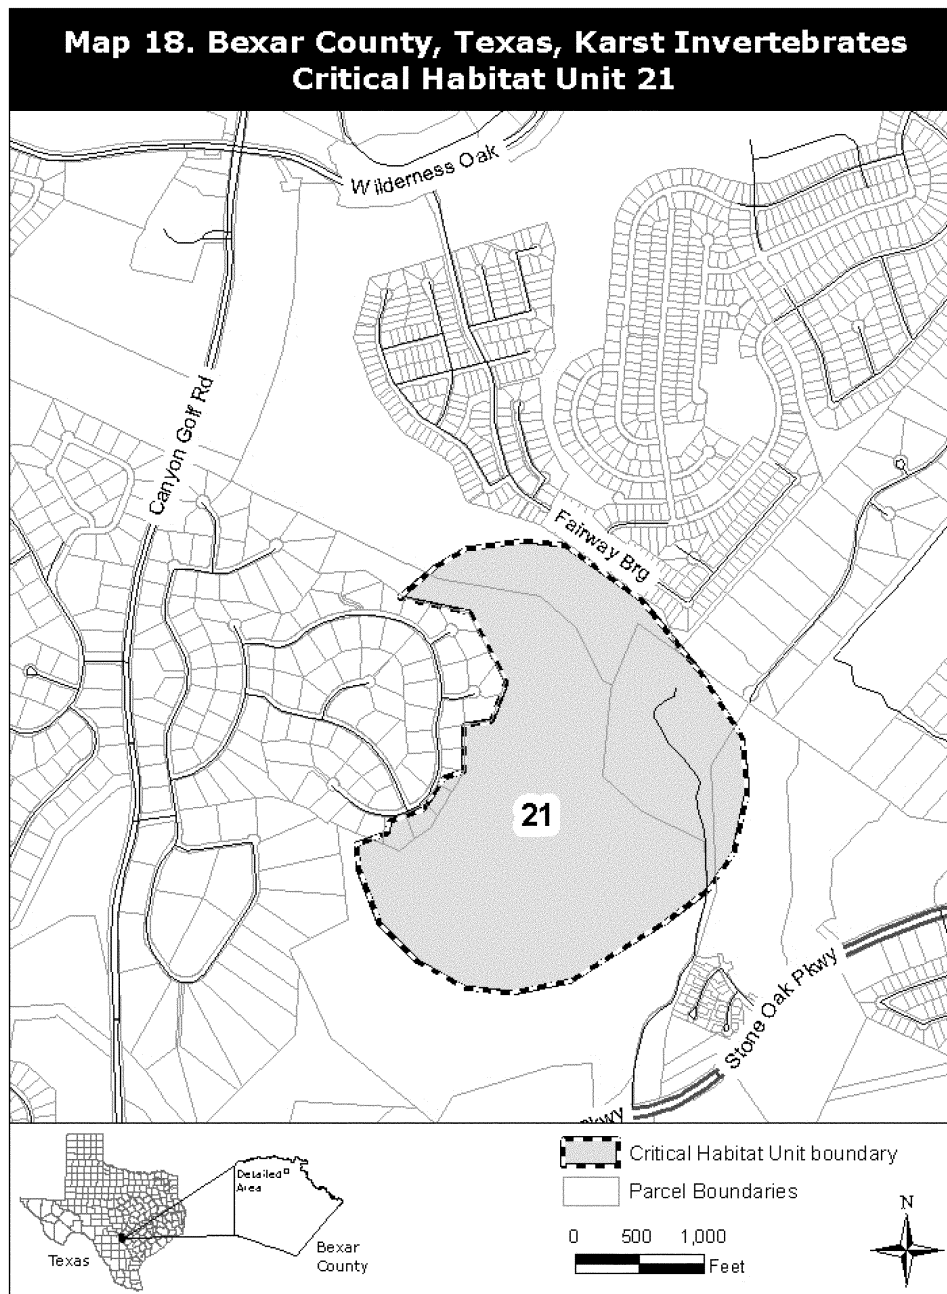 Map 18. Bexar County, Texas, Karst Invertebrates
Critical Habitat Unit 21
Wilderness Oak
Canyon Golf Rd
Fairway Brg
21
Stone Oak Pkwy
Pkwy
Detailed
Area
Texas
Bexar
County
Critical Habitat Unit boundary
Parcel Boundaries
0 500 1,000
Feet
N